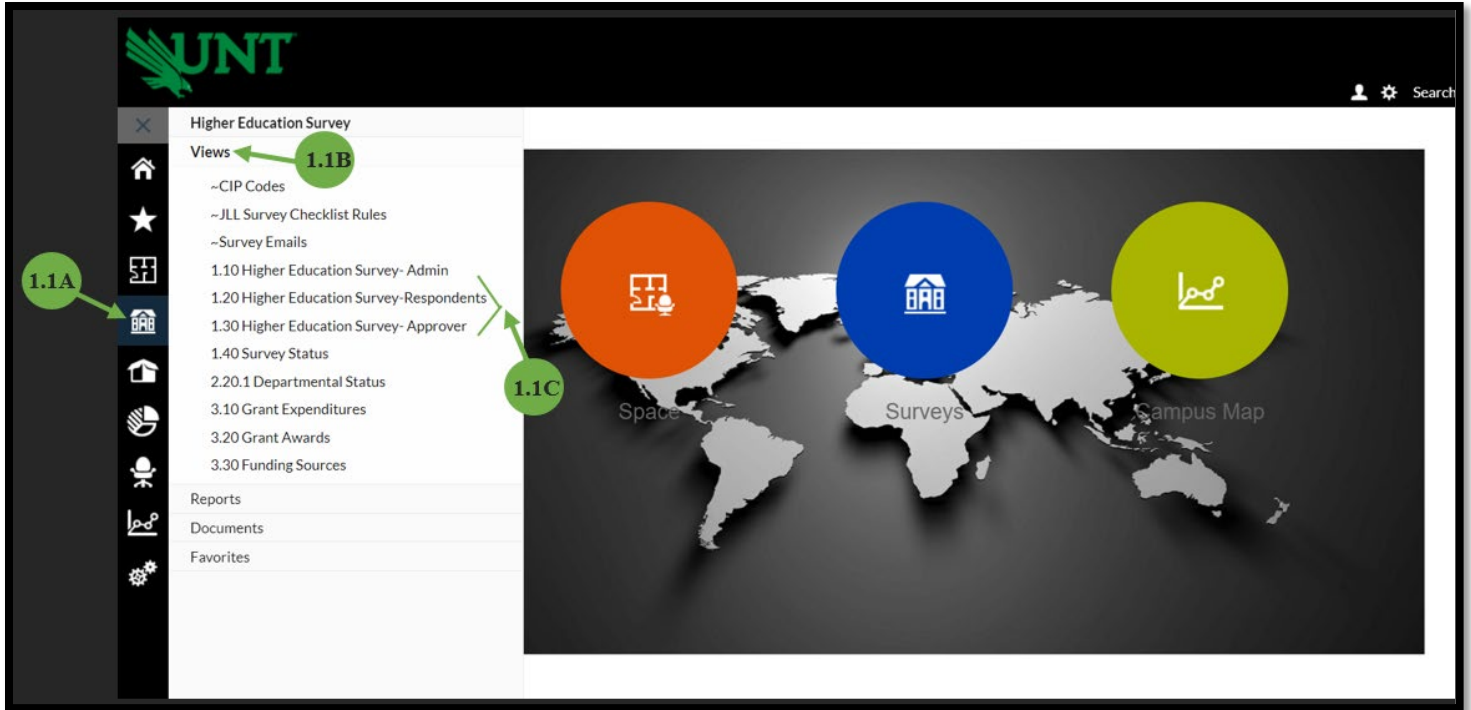 UNT
Search
Higher Education Survey
Views
1.1B
~CIP Codes
~JLL Survey Checklist Rules
~Survey Emails
1.10 Higher Education Survey- Admin
1.1A
1.20 Higher Education Survey-Respondents
1.30 Higher Education Survey- Approver
1.40 Survey Status
2.20.1 Departmental Status
1.1C
3.10 Grant Expenditures
3.20 Grant Awards
3.30 Funding Sources
Reports
Documents
Favorites
Space
Surveys
Campus Map